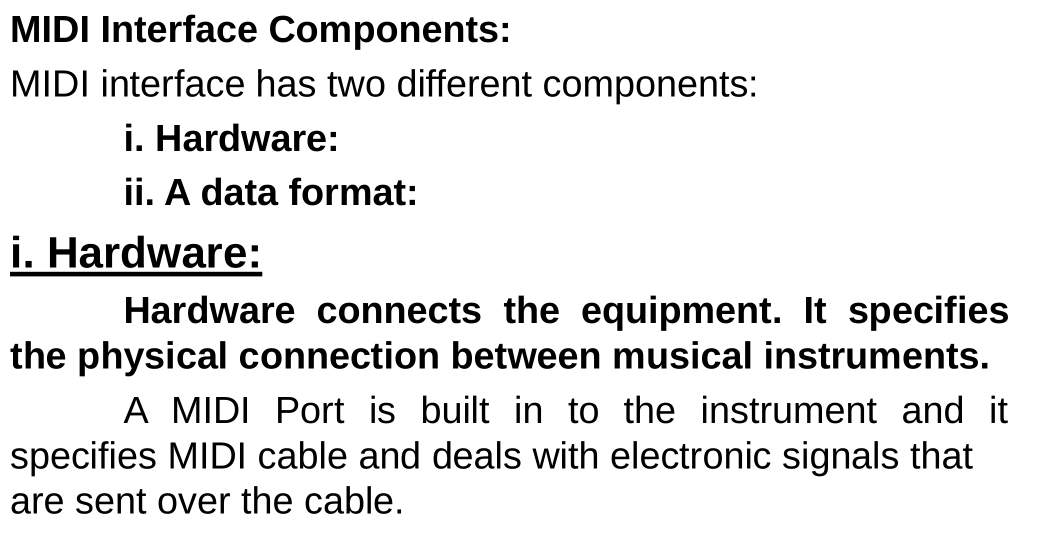 MIDI Interface Components:
MIDI interface has two different components:
i. Hardware:
ii. A data format:
i. Hardware:
Hardware connects the equipment. It specifies
the physical connection between musical instruments.
A MIDI Port is built in to the instrument and it
specifies MIDI cable and deals with electronic signals that
are sent over the cable.